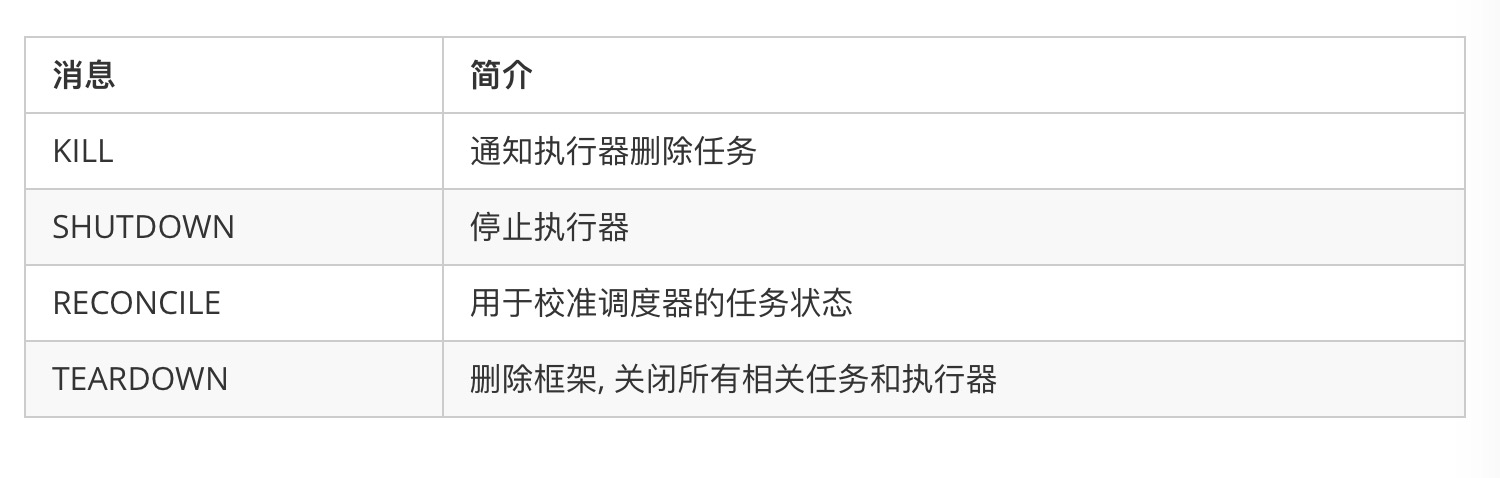 消息 简介
KILL 通知执行器删除任务
SHUTDOWN 停止执行器
RECONCILE 用于校准调度器的任务状态
TEARDOWN 删除框架, 关闭所有相关任务和执行器